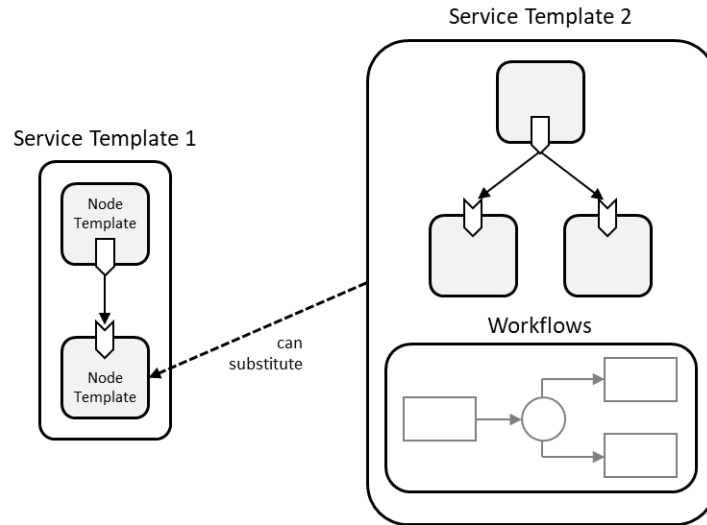 Service Template 2
Service Template 1
Node
Template
Node
Template
can
substitute
Workflows